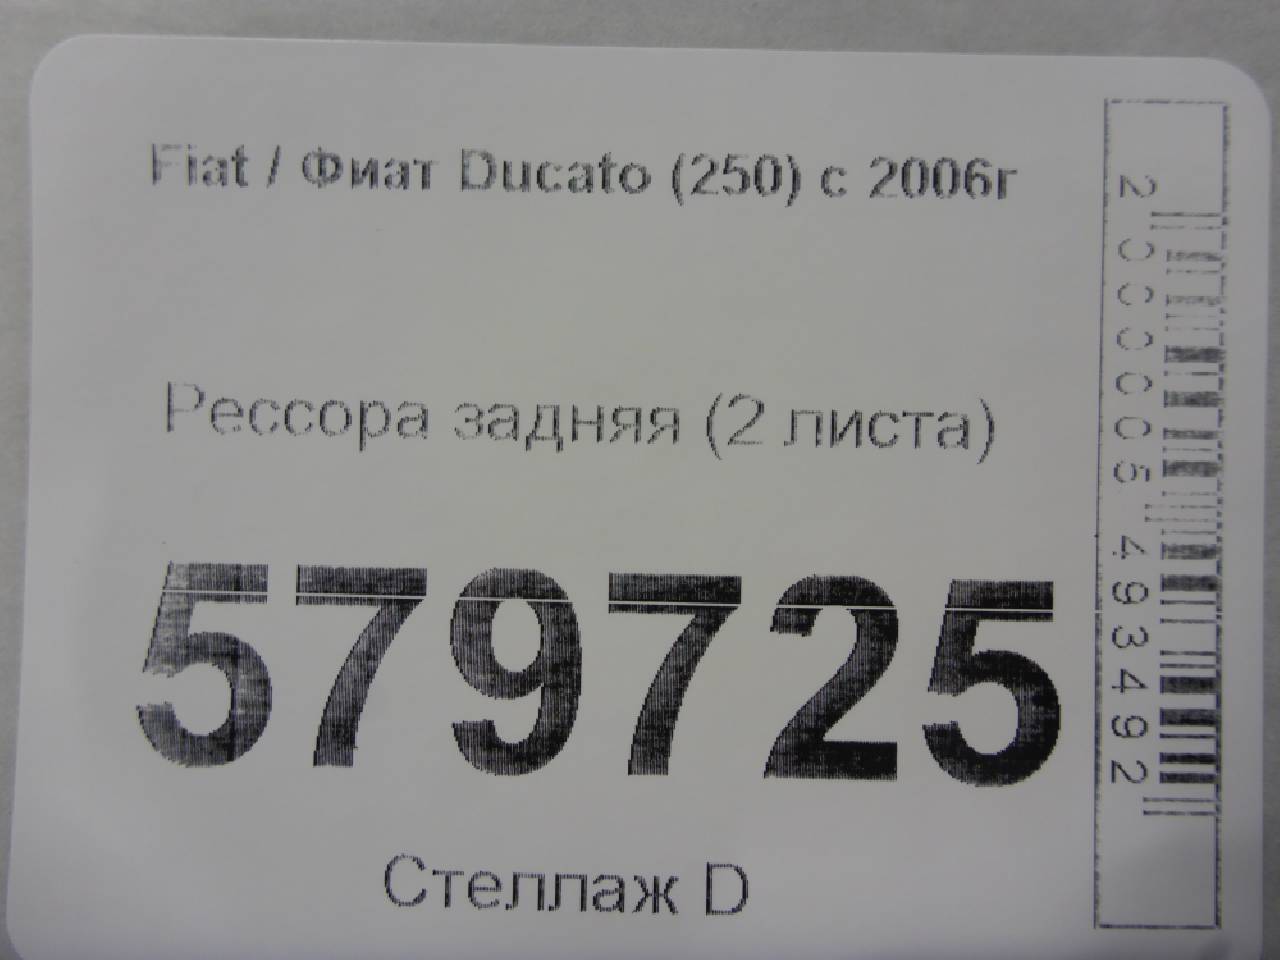 Fiat / Фиат Ducato (250) с 2006г
Рессора задняя (2 листа)
579725
Стеллаж D
2000005493492